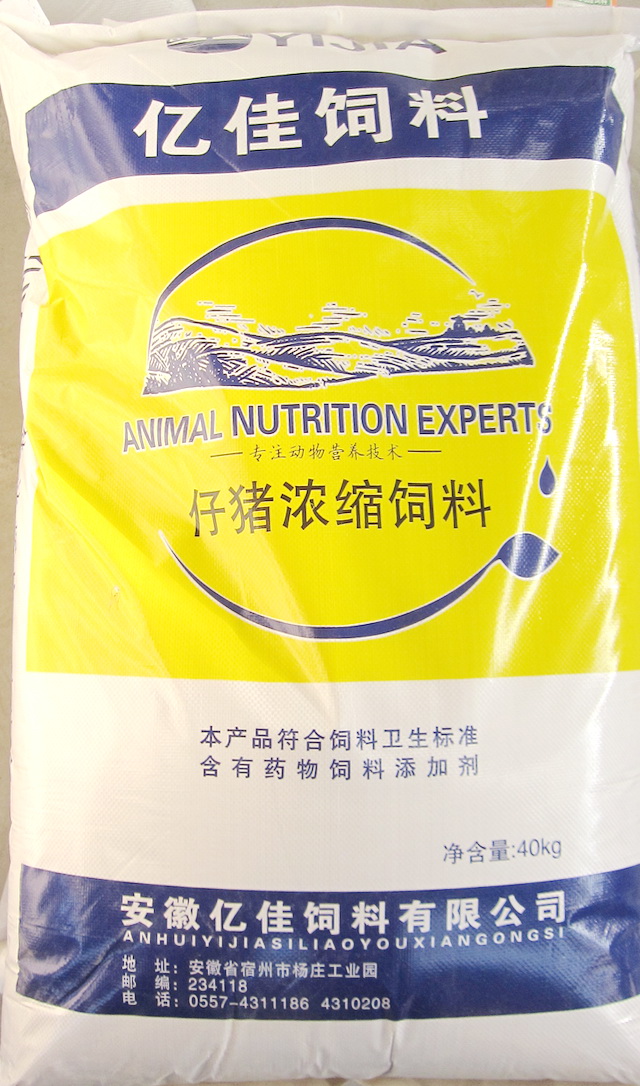 YIJIA
亿佳饲料
ANIMAL NUTRITION EXPERTS
专注动物营养技术
仔猪浓缩饲料
本产品符合饲料卫生标准
含有药物饲料添加剂
净含量:40kg
安徽亿佳饲料有限公司
ANHUIYIJIASILIAOYOUXIANGONGSI
地 址：安徽省宿州市杨庄工业园
邮 编：234118
电 话：0557-4311186 4310208